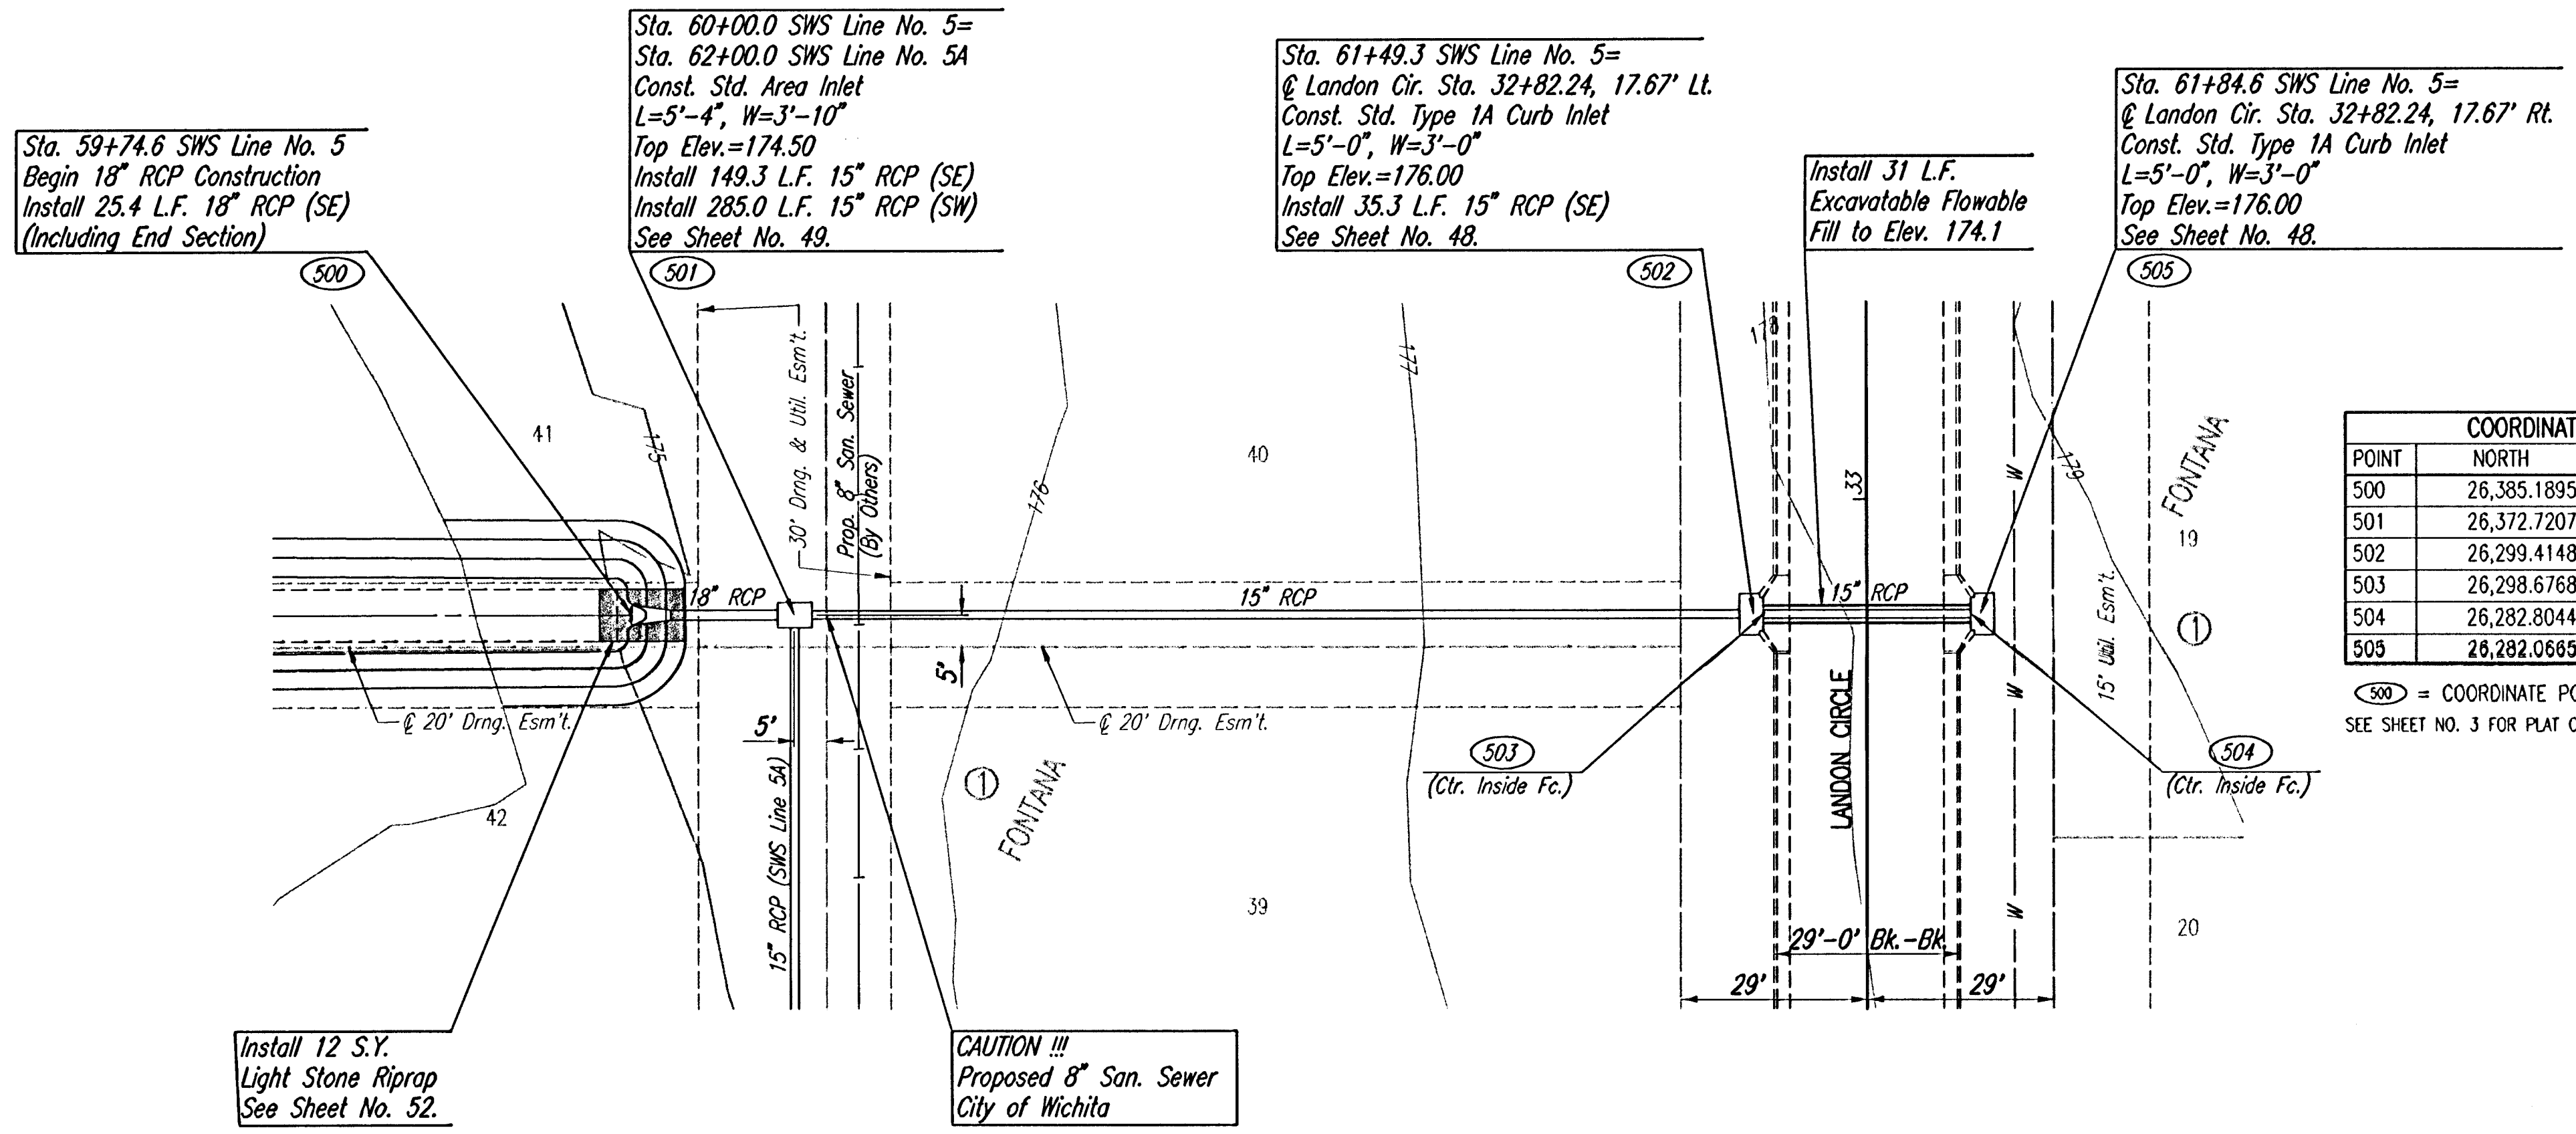 Sta. 59+74.6 SWS Line No. 5
Begin 18" RCP Construction
Install 25.4 L.F. 18" RCP (SE)
(Including End Section)
500
Sta. 60+00.0 SWS Line No. 5=
Sta. 62+00.0 SWS Line No. 5A
Const. Std. Area Inlet
L=5'-4", W=3'-10"
Top Elev.=174.50
Install 149.3 L.F. 15" RCP (SE)
Install 285.0 L.F. 15" RCP (SW)
See Sheet No. 49.
501
Sta. 61+49.3 SWS Line No. 5=
℄ Landon Cir. Sta. 32+82.24, 17.67' Lt.
Const. Std. Type 1A Curb Inlet
L=5'-0", W=3'-0"
Top Elev.=176.00
Install 35.3 L.F. 15" RCP (SE)
See Sheet No. 48.
502
Install 31 L.F.
Excavatable Flowable
Fill to Elev. 174.1
Sta. 61+84.6 SWS Line No. 5=
℄ Landon Cir. Sta. 32+82.24, 17.67' Rt.
Const. Std. Type 1A Curb Inlet
L=5'-0", W=3'-0"
Top Elev.=176.00
See Sheet No. 48.
505
41
175
30' Drng. & Util. Esm't.
Prop. 8" San. Sewer
(By Others)
176
40
177
178
33
W
179
FONTANA
19
1
15' Util. Esm't.
18" RCP
15" RCP
15" RCP
5'
℄ 20' Drng. Esm't.
5'
℄ 20' Drng. Esm't.
42
15" RCP (SWS Line 5A)
1
FONTANA
39
503
(Ctr. Inside Fc.)
LANDON CIRCLE
W
504
(Ctr. Inside Fc.)
W
20
29'-0' Bk.-Bk.
29'
29'
Install 12 S.Y.
Light Stone Riprap
See Sheet No. 52.
CAUTION !!!
Proposed 8" San. Sewer
City of Wichita
COORDINAT
POINT NORTH
500 26,385.1895
501 26,372.7207
502 26,299.4148
503 26,298.6768
504 26,282.8044
505 26,282.0665
500 = COORDINATE PO
SEE SHEET NO. 3 FOR PLAT O